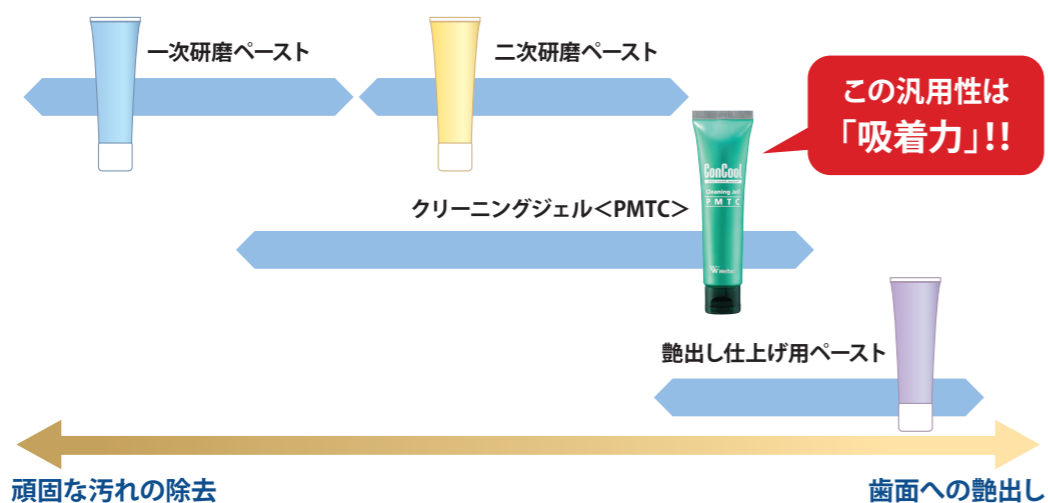 一次研磨ペースト
二次研磨ペースト
この汎用性は
「吸着力」!!
ConCool
Cleaning Jel
PMTC
Weltec
クリーニングジェル<PMTC>
艶出し仕上げ用ペースト
頑固な汚れの除去
歯面への艶出し